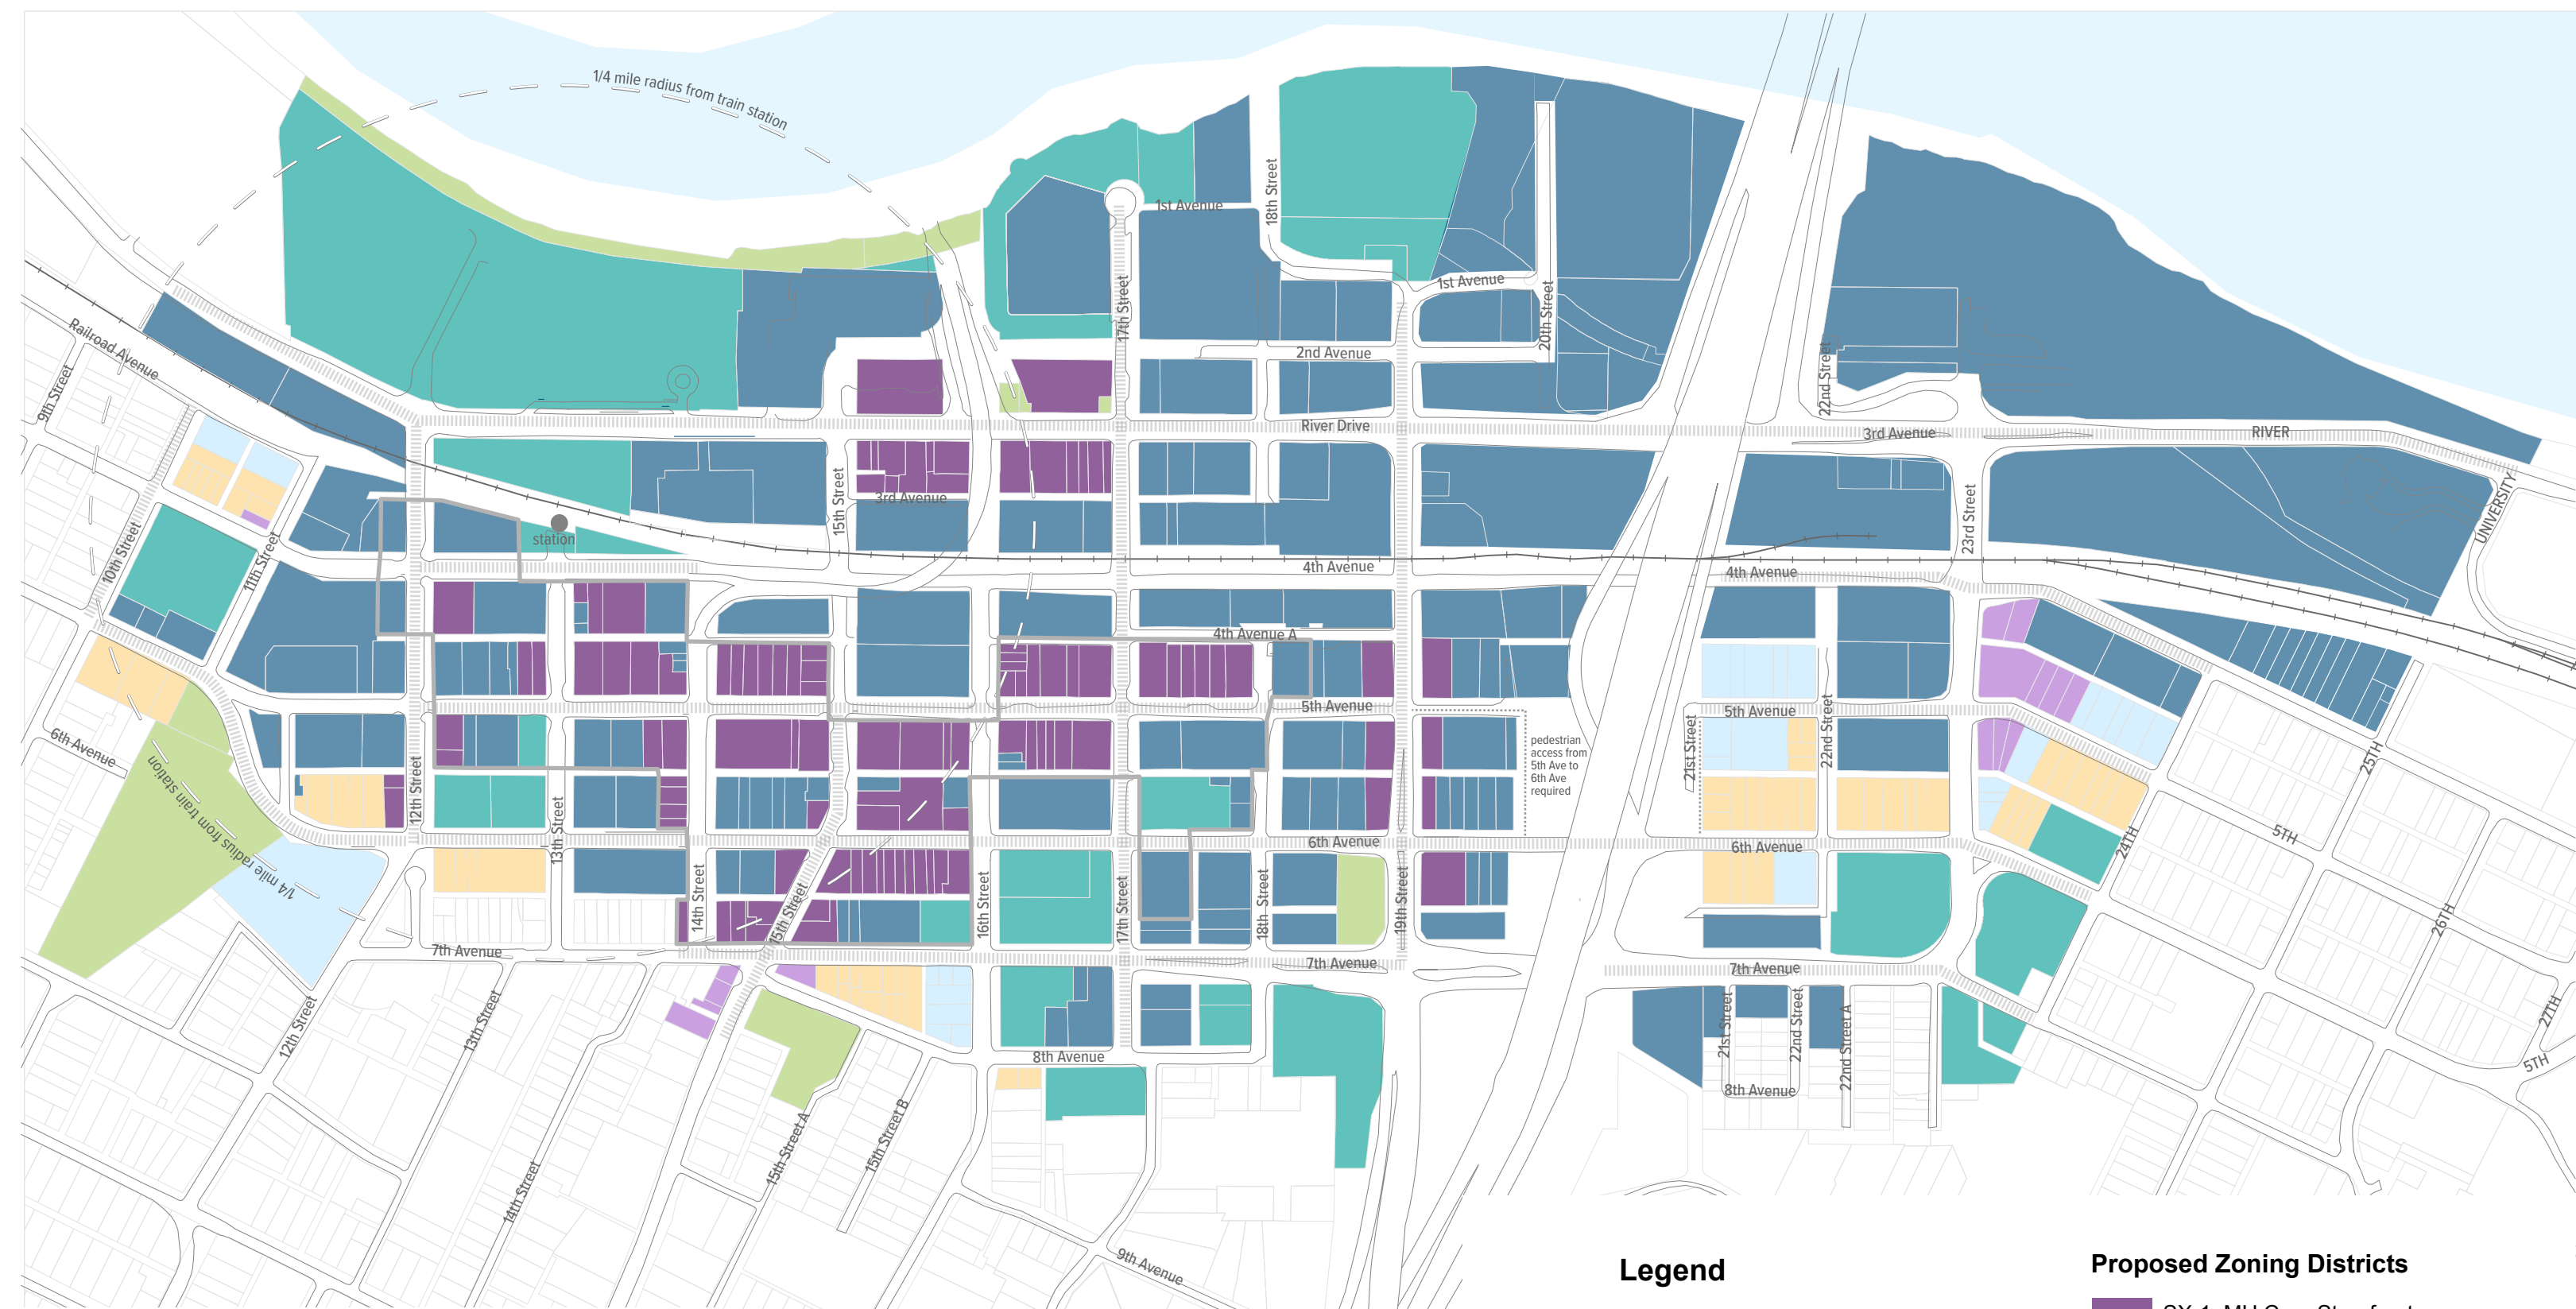 1/4 mile radius from train station
18th Street
1st Avenue
17th Street
1st Avenue
20th Street
2nd Avenue
Railroad Avenue
9th Street
22nd Street
River Drive
3rd Avenue
RIVER
15th Street
3rd Avenue
UNIVERSITY
23rd Street
10th Street
station
11th Street
4th Avenue
4th Avenue
4th Avenue A
5th Avenue
5th Avenue
21st Street
22nd Street
6th Avenue
pedestrian
access from
5th Ave to
6th Ave
required
25TH
12th Street
13th Street
1/4 mile radius from train station
6th Avenue
6th Avenue
24TH
5TH
14th Street
15th Street
16th Street
17th Street
18th Street
19th Street
26TH
7th Avenue
7th Avenue
7th Avenue
12th Street
13th Street
21st Street
22nd Street
22nd Street A
27TH
8th Avenue
5TH
8th Avenue
15th Street A
15th Street B
14th Street
9th Avenue
Legend
Proposed Zoning Districts